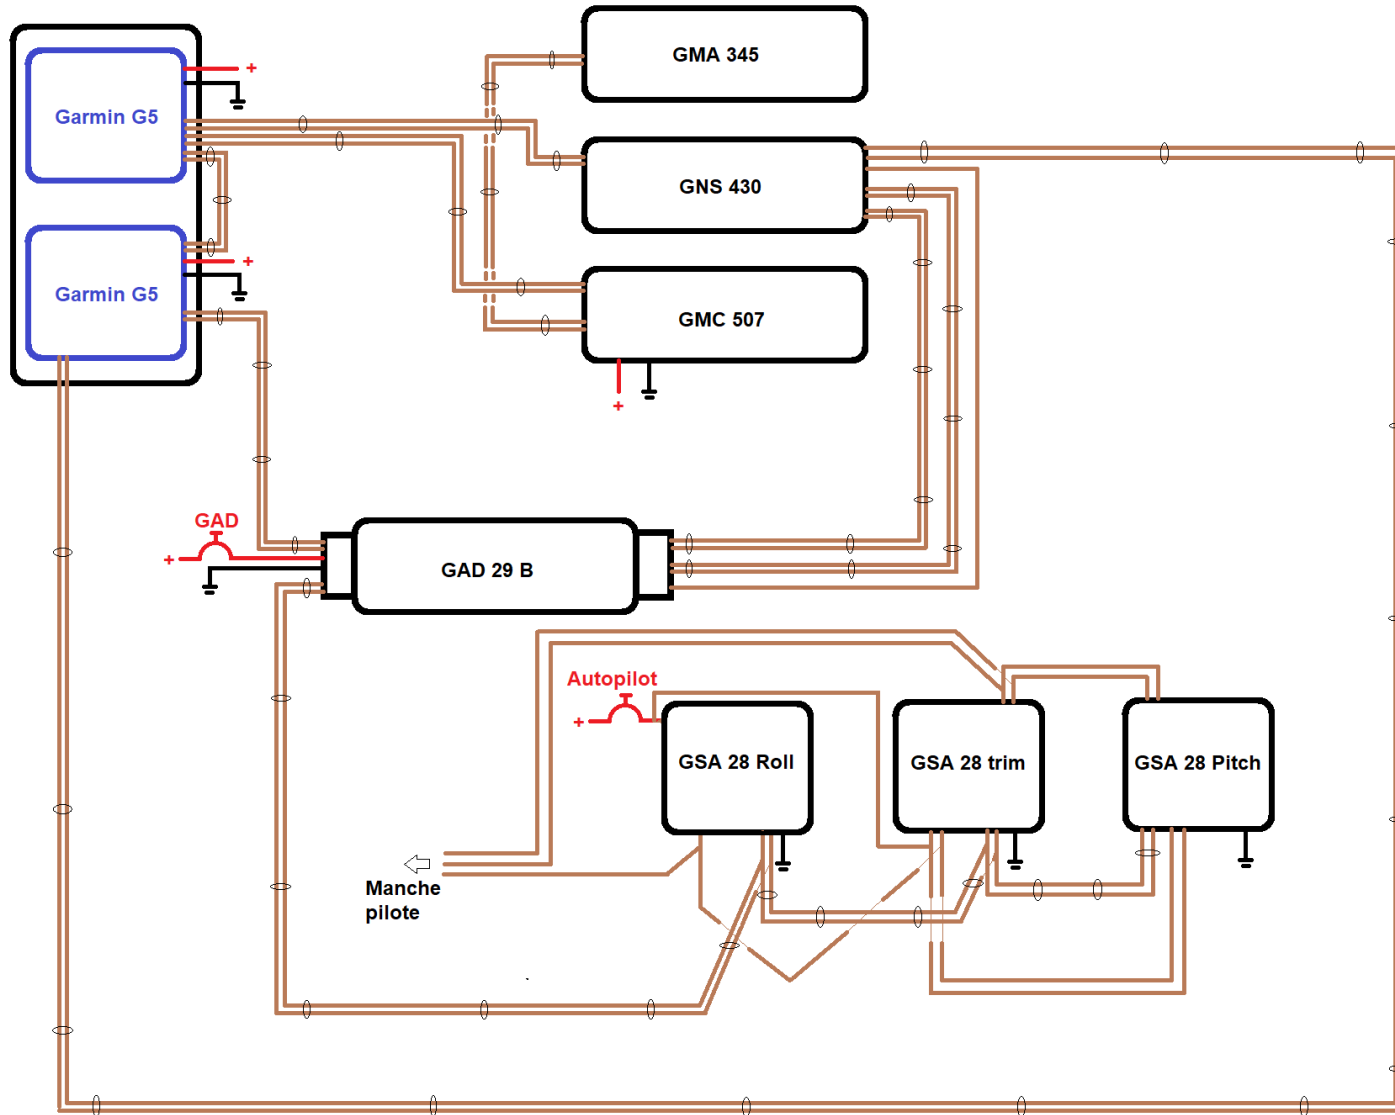 GMA 345
+
Garmin G5
GNS 430
+
Garmin G5
GMC 507
+
GAD
+
GAD 29 B
Autopilot
+
GSA 28 Roll
GSA 28 trim
GSA 28 Pitch
Manche
pilote